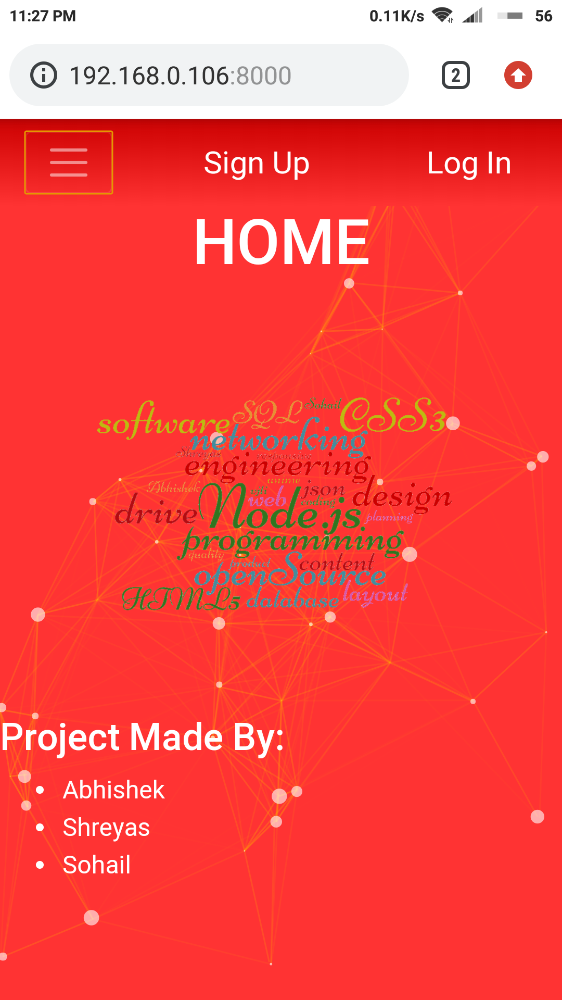 11:27 PM 0.11K/s 56
192.168.0.106:8000 2
Sign Up Log In
HOME
software SQL Sohail CSS3
networking
Shreyas responsive
engineering
anime
Abhishek vjti json design
web coding
drive Node.js planning
programming
quality
product content
openSource
HTML5 database layout
Project Made By:
Abhishek
Shreyas
Sohail